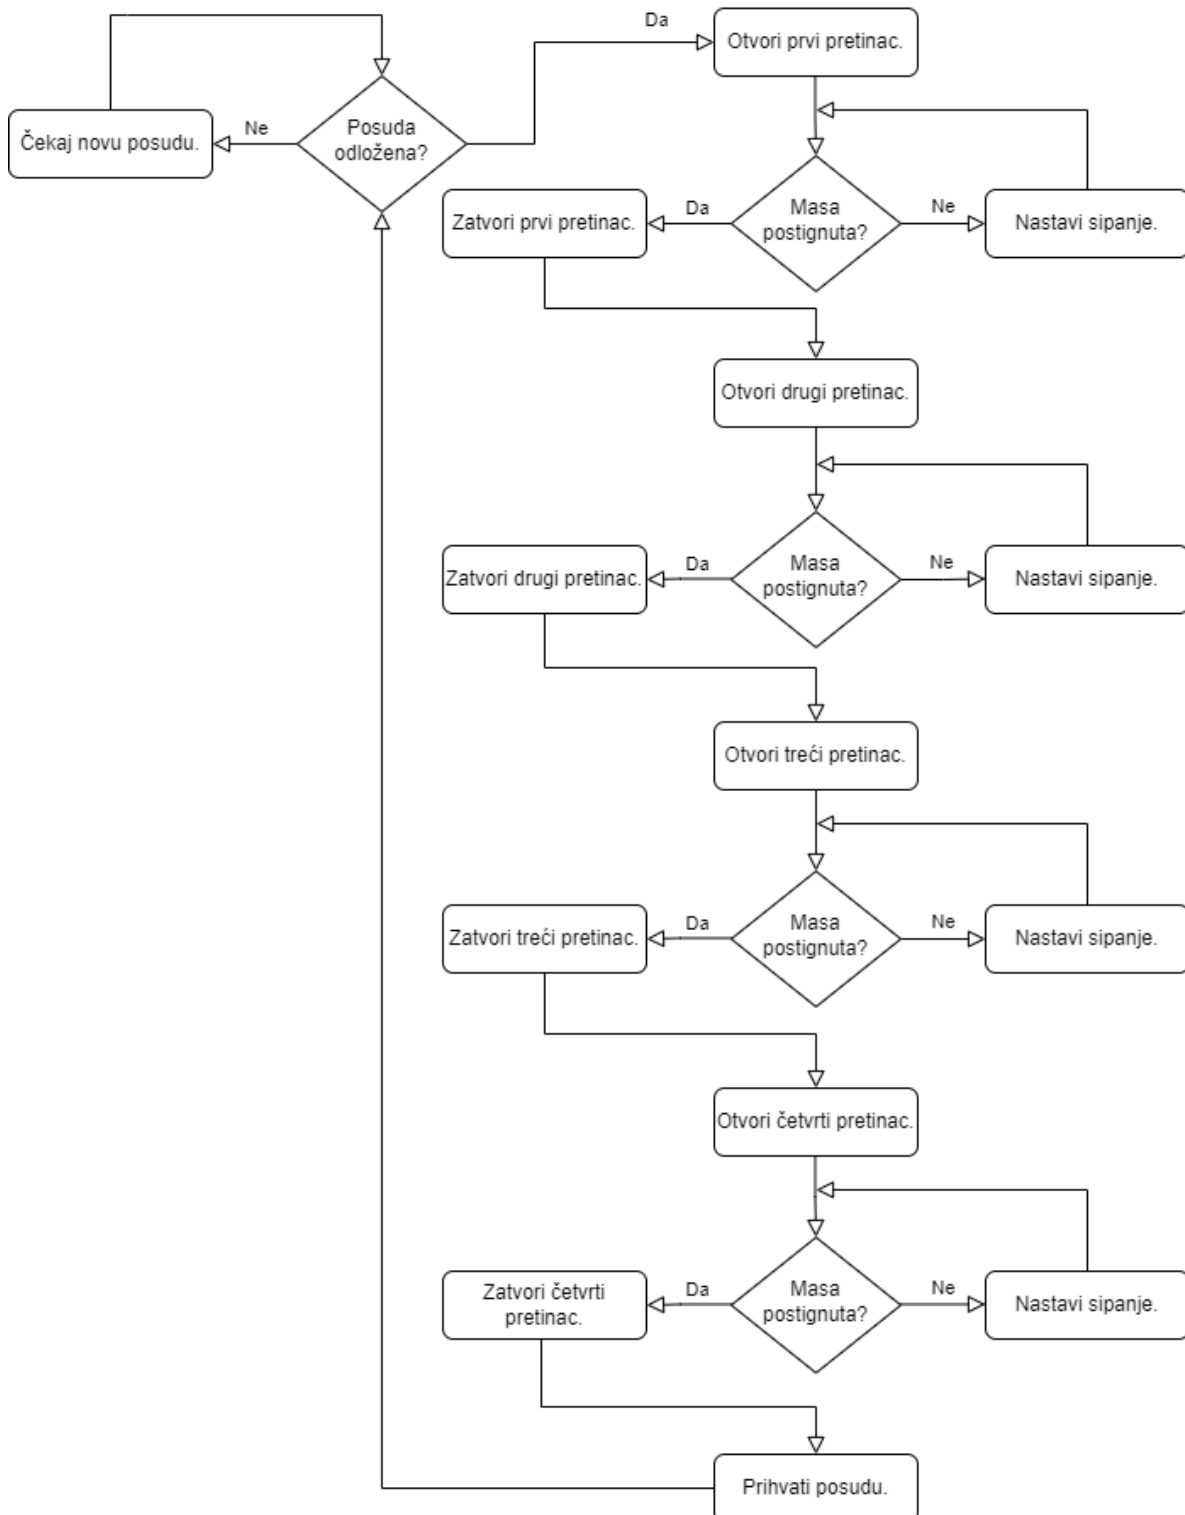 Da
Otvori prvi pretinac.
Čekaj novu posudu.
Ne
Posuda
odložena?
Zatvori prvi pretinac.
Da
Masa
postignuta?
Ne
Nastavi sipanje.
Otvori drugi pretinac.
Zatvori drugi pretinac.
Da
Masa
postignuta?
Ne
Nastavi sipanje.
Otvori treći pretinac.
Zatvori treći pretinac.
Da
Masa
postignuta?
Ne
Nastavi sipanje.
Otvori četvrti pretinac.
Zatvori četvrti
pretinac.
Da
Masa
postignuta?
Ne
Nastavi sipanje.
Prihvati posudu.